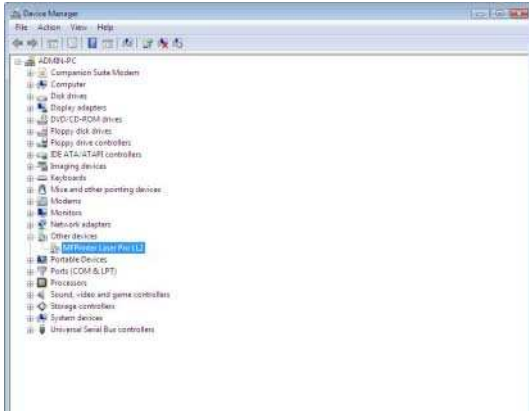 Device Manager
File Action View Help
ADMIN-PC
Companion Suite Modem
Computer
Disk drives
Display adapters
DVD/CD-ROM drives
Floppy disk drives
Floppy drive controllers
IDE ATA/ATAPI controllers
Imaging devices
Keyboards
Mice and other pointing devices
Modems
Monitors
Network adapters
Other devices
MFPrinter Laser Pro LL2
Portable Devices
Ports (COM & LPT)
Processors
Sound, video and game controllers
Storage controllers
System devices
Universal Serial Bus controllers